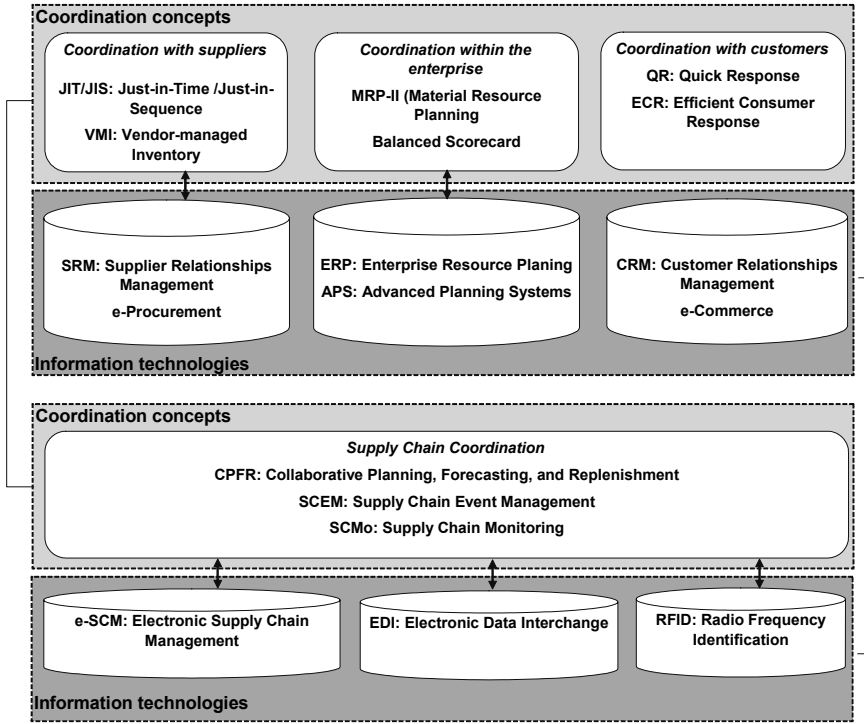 Coordination concepts
Coordination with suppliers
JIT/JIS: Just-in-Time /Just-in-
Sequence
VMI: Vendor-managed
Inventory
Coordination within the
enterprise
MRP-II (Material Resource
Planning
Balanced Scorecard
Coordination with customers
QR: Quick Response
ECR: Efficient Consumer
Response
SRM: Supplier Relationships
Management
e-Procurement
ERP: Enterprise Resource Planing
APS: Advanced Planning Systems
CRM: Customer Relationships
Management
e-Commerce
Information technologies
Coordination concepts
Supply Chain Coordination
CPFR: Collaborative Planning, Forecasting, and Replenishment
SCEM: Supply Chain Event Management
SCMo: Supply Chain Monitoring
e-SCM: Electronic Supply Chain
Management
EDI: Electronic Data Interchange
RFID: Radio Frequency
Identification
Information technologies